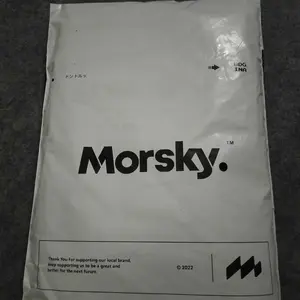 Morsky.™
Thank You for supporting our local brand,
keep supporting us to be a great and
better for the next future.
© 2022